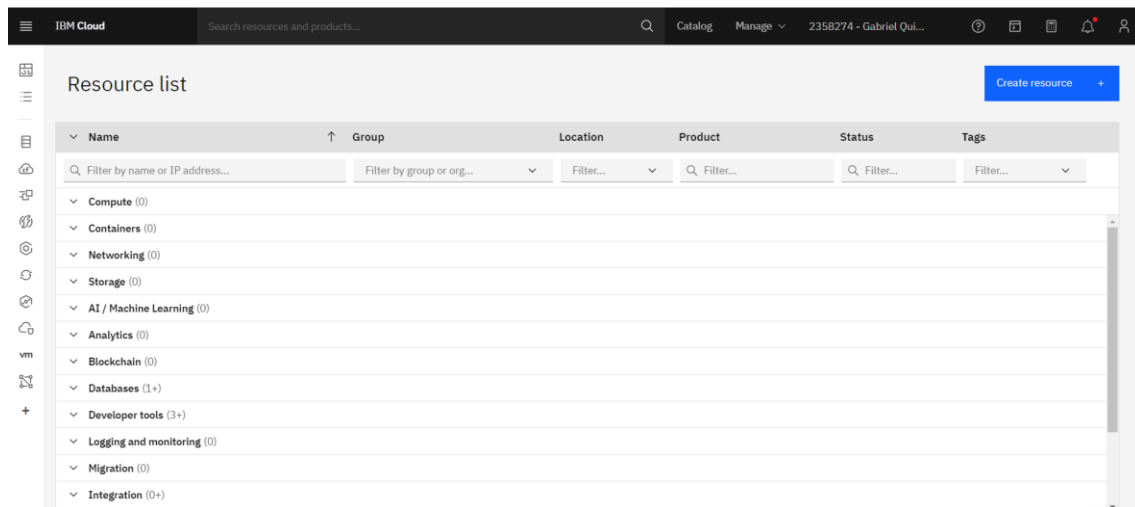 IBM Cloud Search resources and products... Catalog Manage 2358274 - Gabriel Qui...
Resource list
Create resource +
Name Group Location Product Status Tags
Filter by name or IP address... Filter by group or org... Filter... Filter... Filter... Filter...
Compute (0)
Containers (0)
Networking (0)
Storage (0)
AI / Machine Learning (0)
Analytics (0)
Blockchain (0)
Databases (1+)
vm
Developer tools (3+)
Logging and monitoring (0)
Migration (0)
Integration (0+)